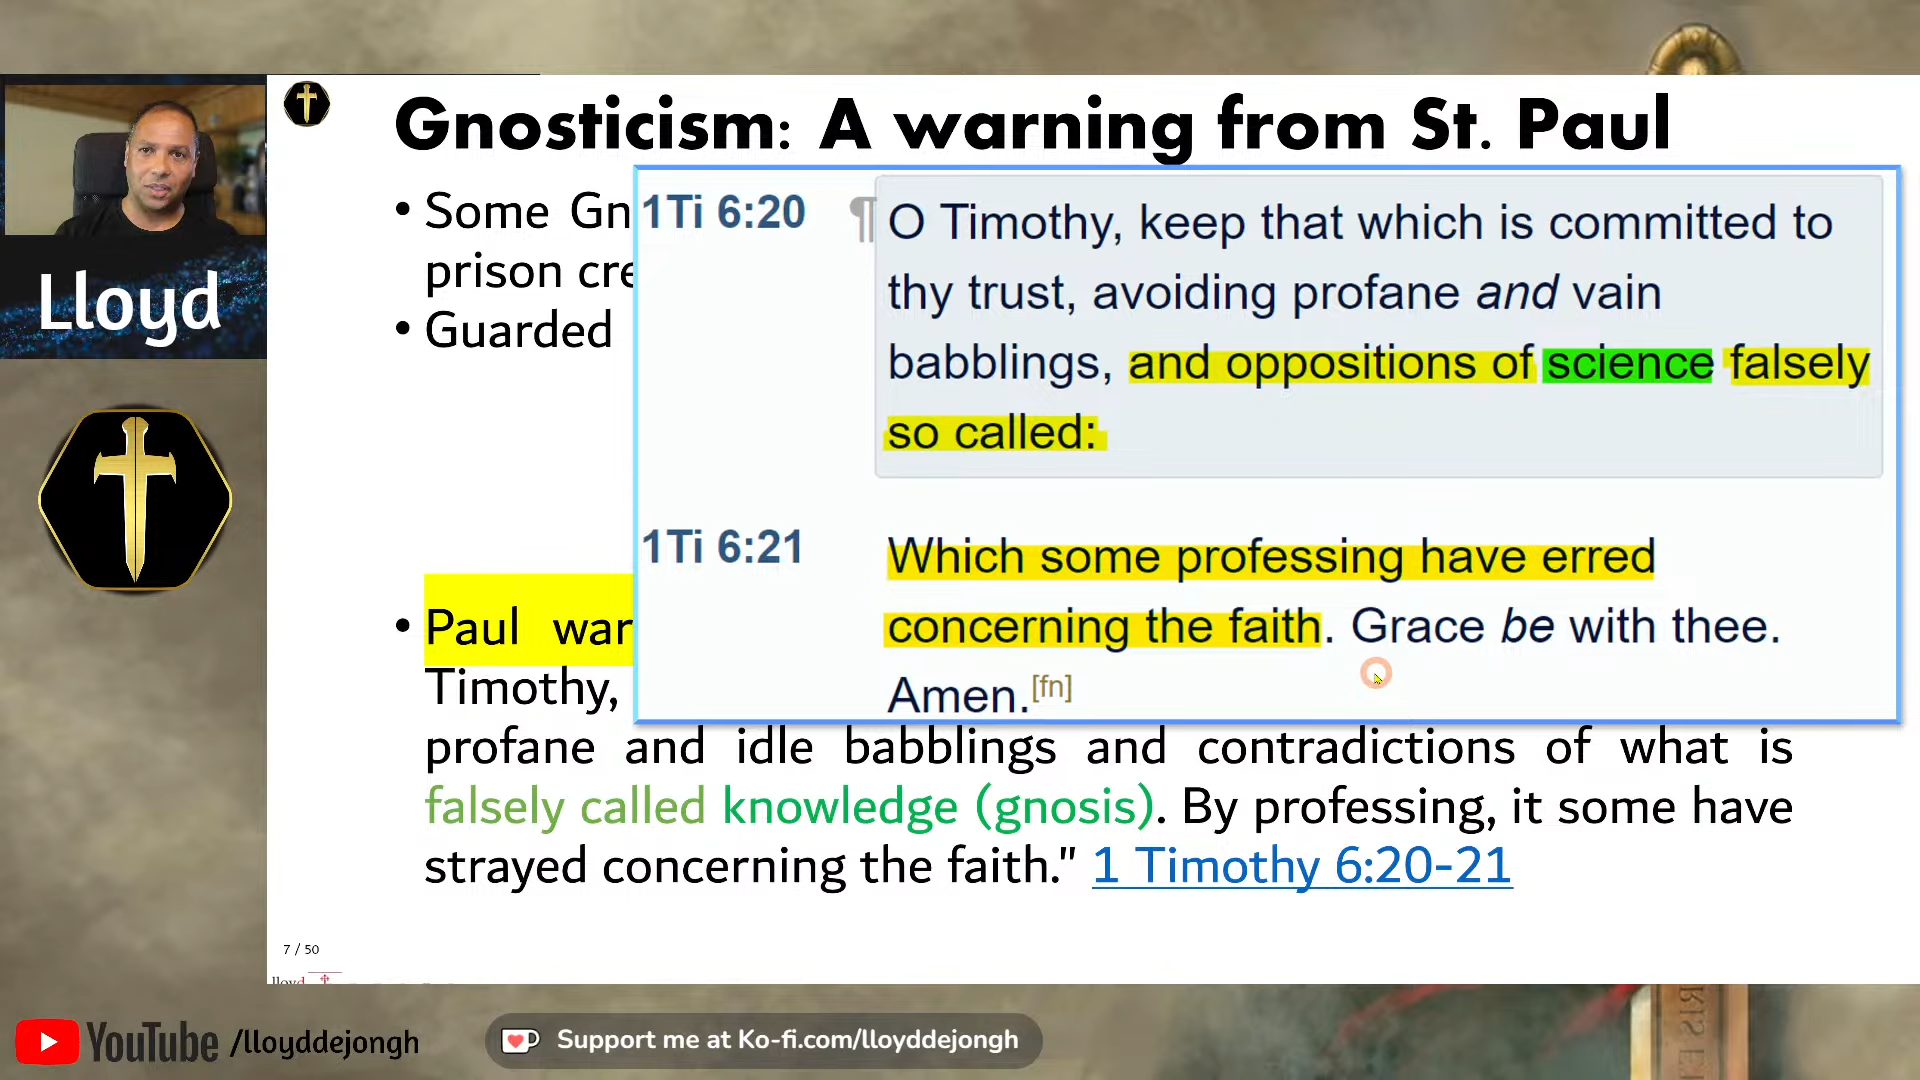 Gnosticism: A warning from St. Paul
• Some Gn
prison cre
• Guarded
1Ti 6:20 ¶ O Timothy, keep that which is committed to
thy trust, avoiding profane and vain
babblings, and oppositions of science falsely
so called:
1Ti 6:21 Which some professing have erred
concerning the faith. Grace be with thee.
Amen.[fn]
• Paul war
Timothy,
profane and idle babblings and contradictions of what is
falsely called knowledge (gnosis). By professing, it some have
strayed concerning the faith." 1 Timothy 6:20-21
7 / 50
Lloyd
YouTube /lloyddejongh
Support me at Ko-fi.com/lloyddejongh